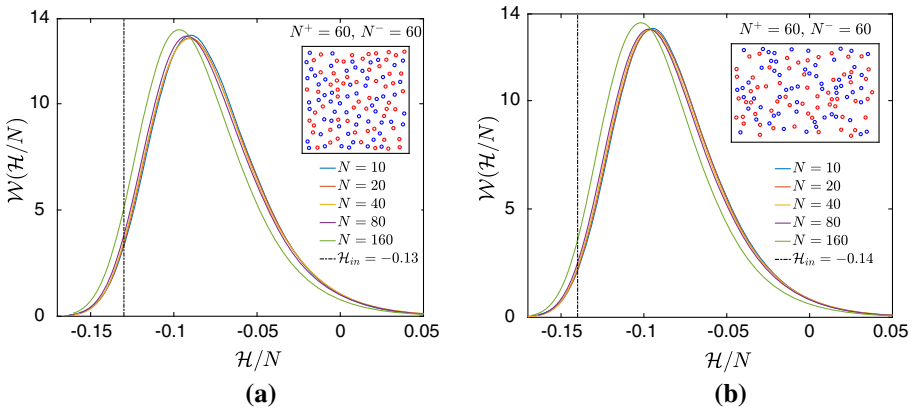 N⁺ = 60, N⁻ = 60
W(H/N)
14
10
5
0
-0.15
-0.1
-0.05
0
0.05
H/N
N = 10
N = 20
N = 40
N = 80
N = 160
H_in = −0.13
(a)
N⁺ = 60, N⁻ = 60
W(H/N)
14
10
5
0
-0.15
-0.1
-0.05
0
0.05
H/N
N = 10
N = 20
N = 40
N = 80
N = 160
H_in = −0.14
(b)